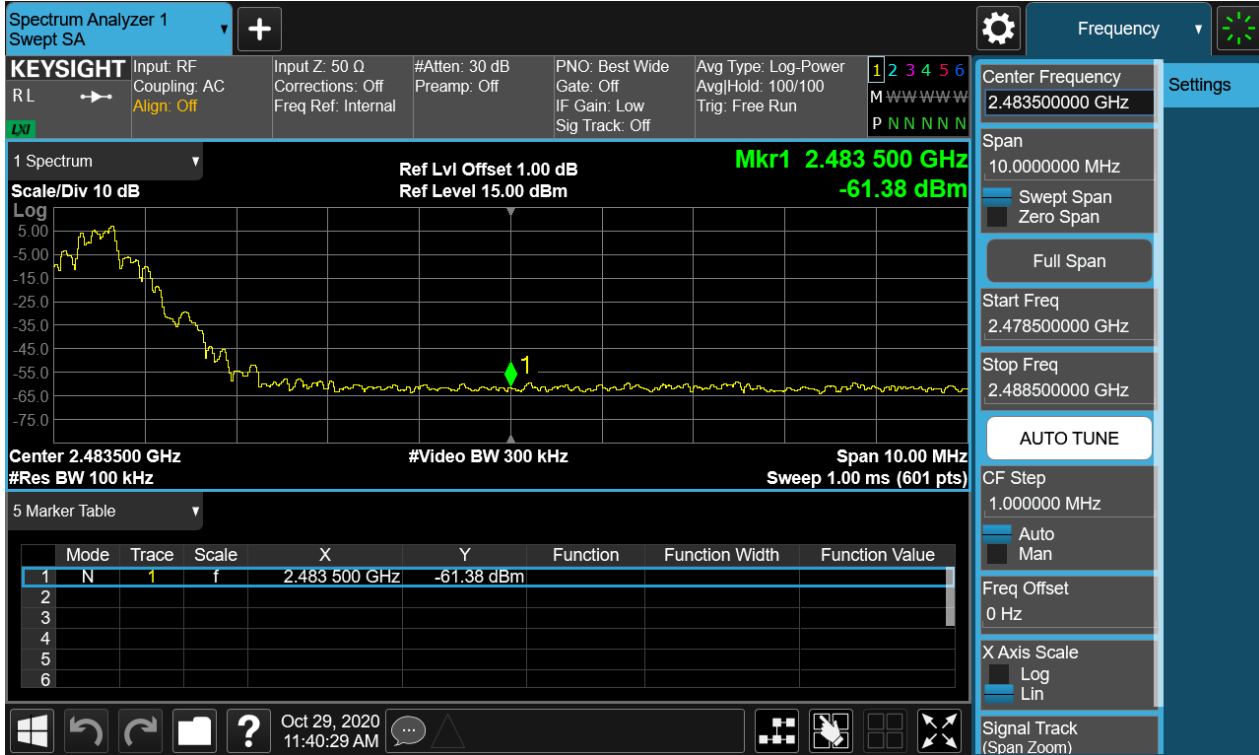 Spectrum Analyzer 1
Swept SA
Frequency
KEYSIGHT
R L
LXI
Input: RF
Coupling: AC
Align: Off
Input Z: 50 Ω
Corrections: Off
Freq Ref: Internal
#Atten: 30 dB
Preamp: Off
PNO: Best Wide
Gate: Off
IF Gain: Low
Sig Track: Off
Avg Type: Log-Power
Avg|Hold: 100/100
Trig: Free Run
1 2 3 4 5 6
M W W W W W W
P N N N N N
1 Spectrum
Scale/Div 10 dB
Ref Lvl Offset 1.00 dB
Ref Level 15.00 dBm
Mkr1 2.483 500 GHz
-61.38 dBm
Log
5.00
-5.00
-15.0
-25.0
-35.0
-45.0
-55.0
-65.0
-75.0
1
Center 2.483500 GHz
#Video BW 300 kHz
Span 10.00 MHz
#Res BW 100 kHz
Sweep 1.00 ms (601 pts)
5 Marker Table
Mode Trace Scale X Y Function Function Width Function Value
1 N 1 f 2.483 500 GHz -61.38 dBm
2
3
4
5
6
Oct 29, 2020
11:40:29 AM
Center Frequency
2.483500000 GHz
Settings
Span
10.0000000 MHz
Swept Span
Zero Span
Full Span
Start Freq
2.478500000 GHz
Stop Freq
2.488500000 GHz
AUTO TUNE
CF Step
1.000000 MHz
Auto
Man
Freq Offset
0 Hz
X Axis Scale
Log
Lin
Signal Track
(Span Zoom)